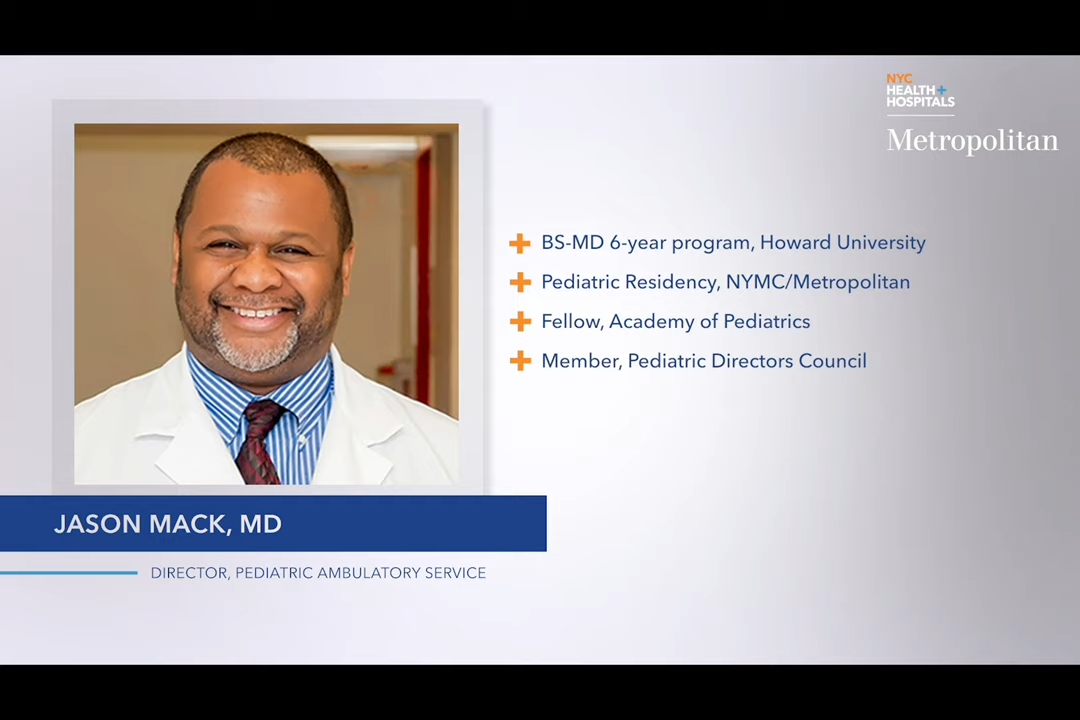 NYC
HEALTH+
HOSPITALS
Metropolitan
BS-MD 6-year program, Howard University
Pediatric Residency, NYMC/Metropolitan
Fellow, Academy of Pediatrics
Member, Pediatric Directors Council
JASON MACK, MD
DIRECTOR, PEDIATRIC AMBULATORY SERVICE